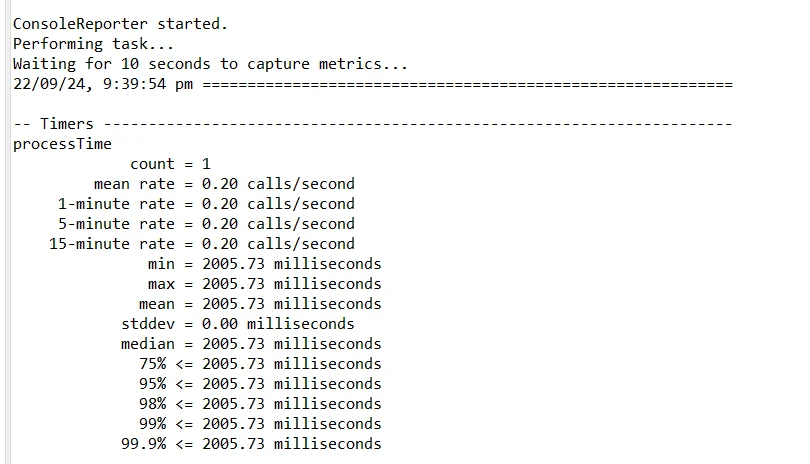 ConsoleReporter started.
Performing task...
Waiting for 10 seconds to capture metrics...
22/09/24, 9:39:54 pm ===========================================================

-- Timers ----------------------------------------------------------------------
processTime
             count = 1
         mean rate = 0.20 calls/second
     1-minute rate = 0.20 calls/second
     5-minute rate = 0.20 calls/second
    15-minute rate = 0.20 calls/second
               min = 2005.73 milliseconds
               max = 2005.73 milliseconds
              mean = 2005.73 milliseconds
            stddev = 0.00 milliseconds
            median = 2005.73 milliseconds
              75% <= 2005.73 milliseconds
              95% <= 2005.73 milliseconds
              98% <= 2005.73 milliseconds
              99% <= 2005.73 milliseconds
            99.9% <= 2005.73 milliseconds